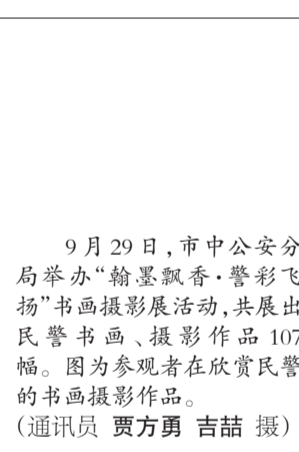 9月29日，市中公安分
局举办“翰墨飘香·警彩飞
扬”书画摄影展活动，共展出
民警书画、摄影作品107
幅。图为参观者在欣赏民警
的书画摄影作品。
(通讯员 贾方勇 吉喆 摄)